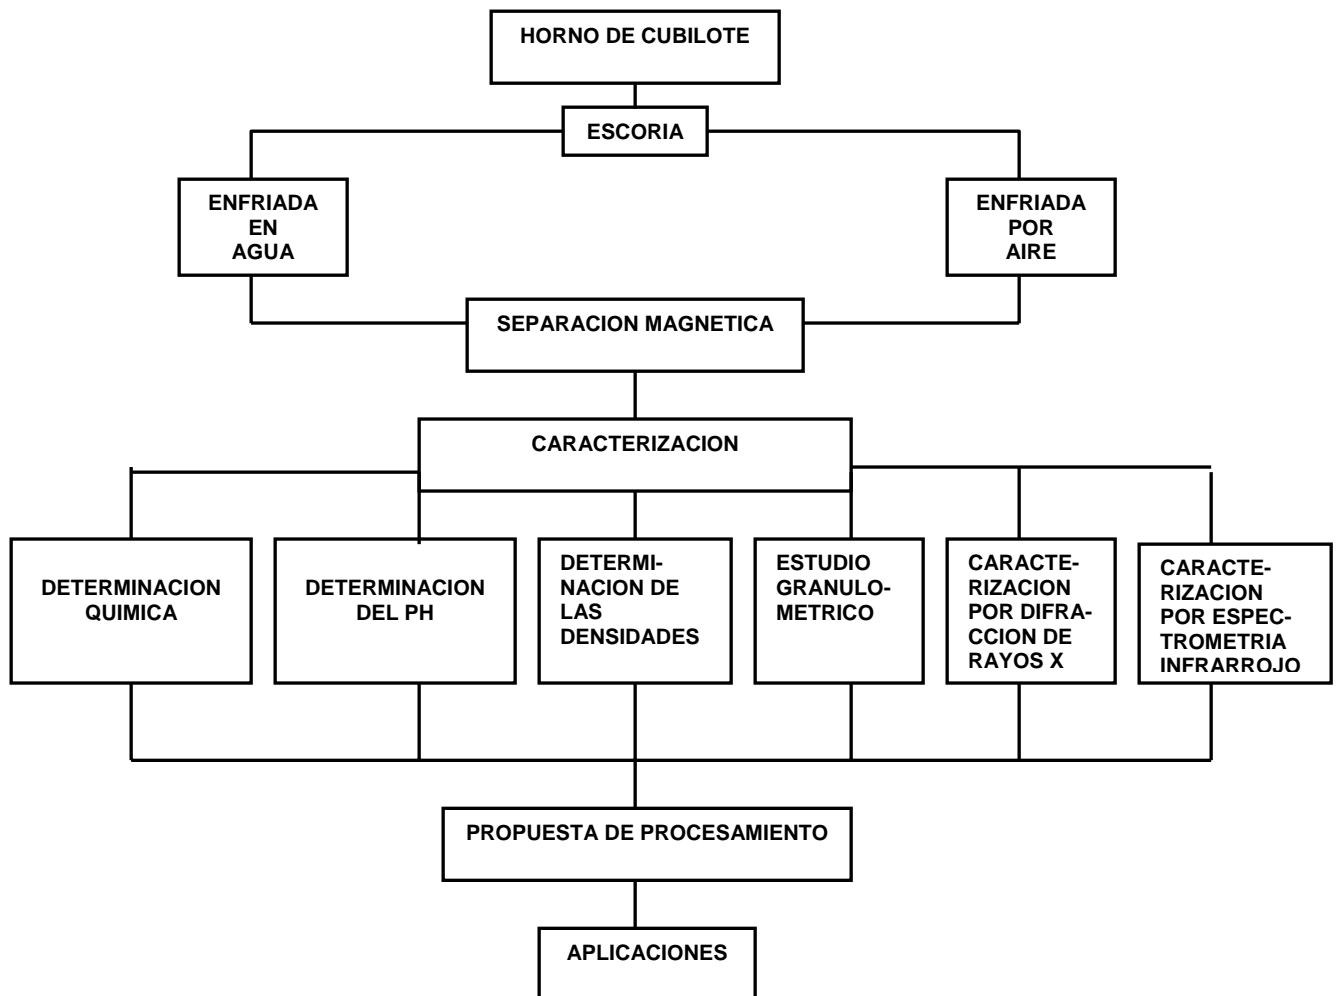 HORNO DE CUBILOTE
ESCORIA
ENFRIADA
EN
AGUA
ENFRIADA
POR
AIRE
SEPARACION MAGNETICA
CARACTERIZACION
DETERMINACION
QUIMICA
DETERMINACION
DEL PH
DETERMI-
NACION DE
LAS
DENSIDADES
ESTUDIO
GRANULO-
METRICO
CARACTE-
RIZACION
POR DIFRA-
CCION DE
RAYOS X
CARACTE-
RIZACION
POR ESPEC-
TROMETRIA
INFRARROJO
PROPUESTA DE PROCESAMIENTO
APLICACIONES